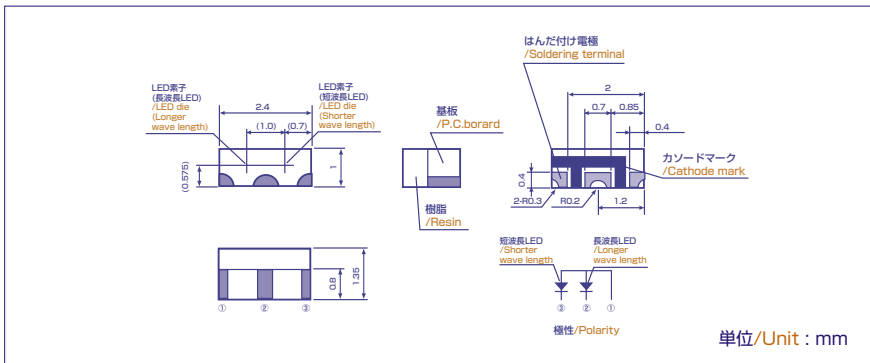 LED素子
(長波長LED)
/LED die
(Longer
wave length)
LED素子
(短波長LED)
/LED die
(Shorter
wave length)
2.4
(1.0)
(0.7)
(0.575)
1
基板
/P.C.borard
樹脂
/Resin
はんだ付け電極
/Soldering terminal
2
0.7
0.85
0.4
カソードマーク
/Cathode mark
0.4
2-R0.3
R0.2
1.2
0.8
1.35
①
②
③
短波長LED
/Shorter
wave length
長波長LED
/Longer
wave length
③
②
①
極性/Polarity
単位/Unit : mm